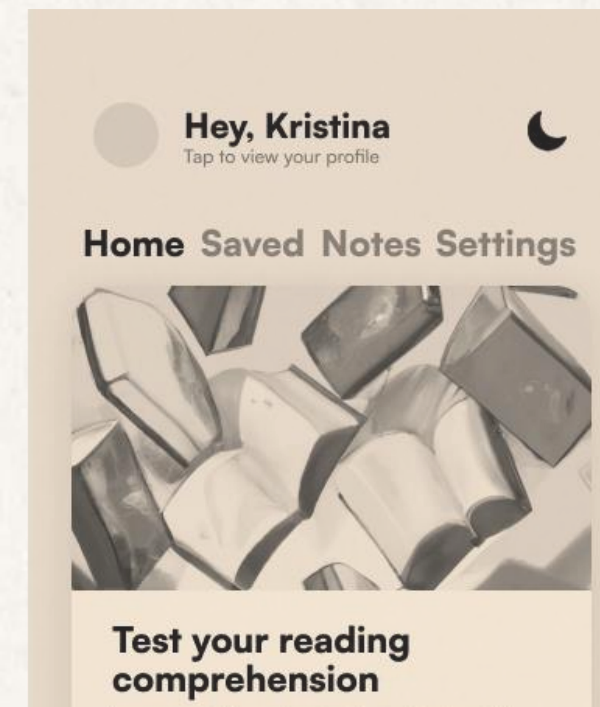 Hey, Kristina
Tap to view your profile
Home Saved Notes Settings
Test your reading
comprehension